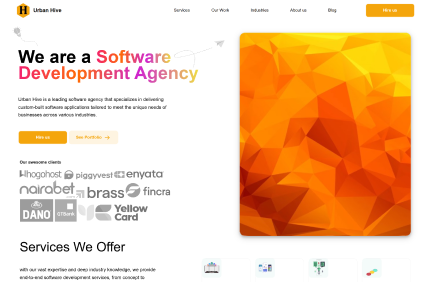 H Urban Hive
Services Our Work Industries About us Blog Hire us
We are a Software
Development Agency
Urban Hive is a leading software agency that specializes in delivering
custom-built software applications tailored to meet the unique needs of
businesses across various industries.
Hire us See Portfolio
Our awesome clients
hogohost piggyvest enyata
nairabet brass fincra
DANO GTBank Yellow
Card
Services We Offer
with our vast expertise and deep industry knowledge, we provide
end-to-end software development services, from concept to